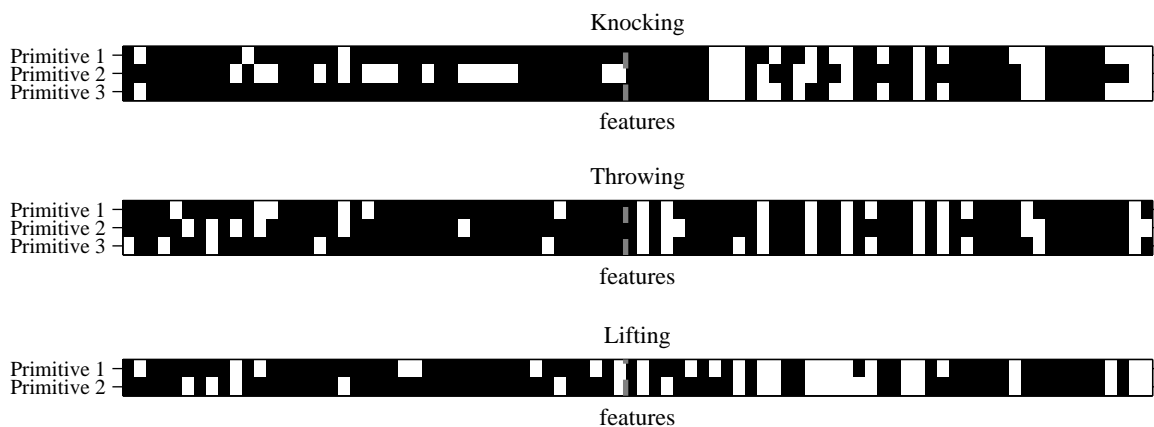 Knocking
Primitive 1
Primitive 2
Primitive 3
features
Throwing
Primitive 1
Primitive 2
Primitive 3
features
Lifting
Primitive 1
Primitive 2
features